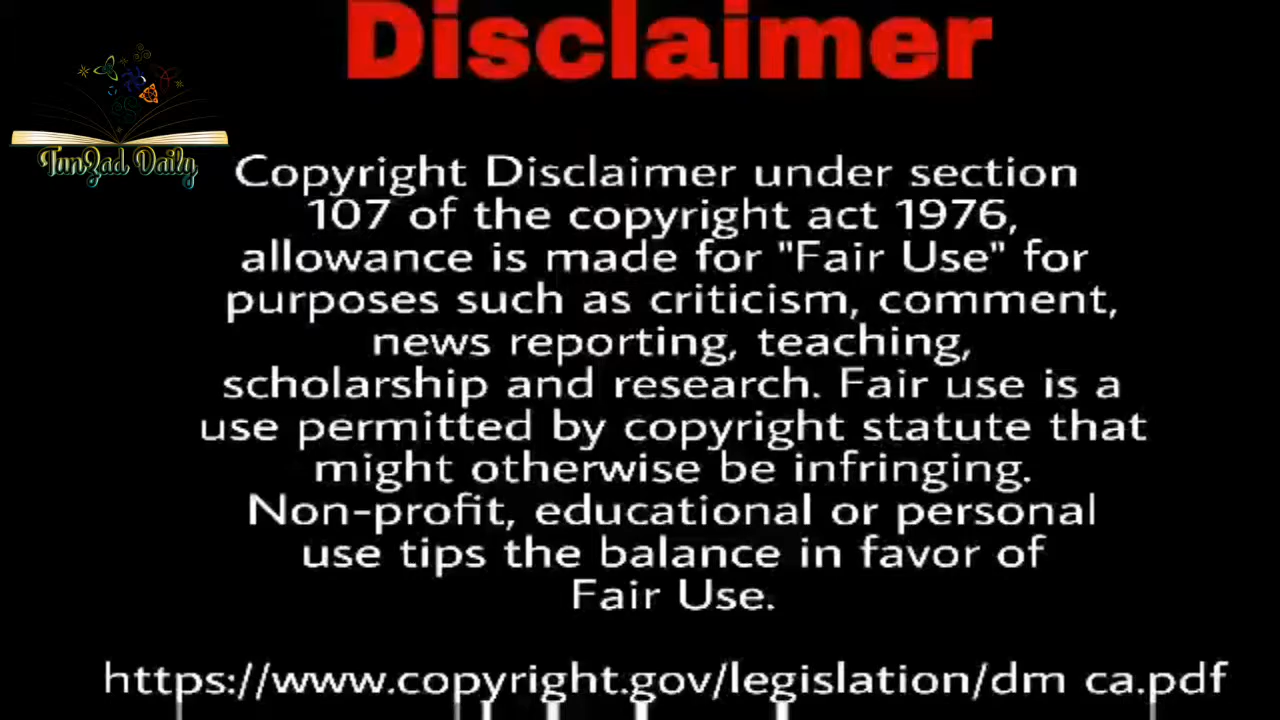 Disclaimer
TunZad Daily
Copyright Disclaimer under section
107 of the copyright act 1976,
allowance is made for "Fair Use" for
purposes such as criticism, comment,
news reporting, teaching,
scholarship and research. Fair use is a
use permitted by copyright statute that
might otherwise be infringing.
Non-profit, educational or personal
use tips the balance in favor of
Fair Use.
https://www.copyright.gov/legislation/dm ca.pdf